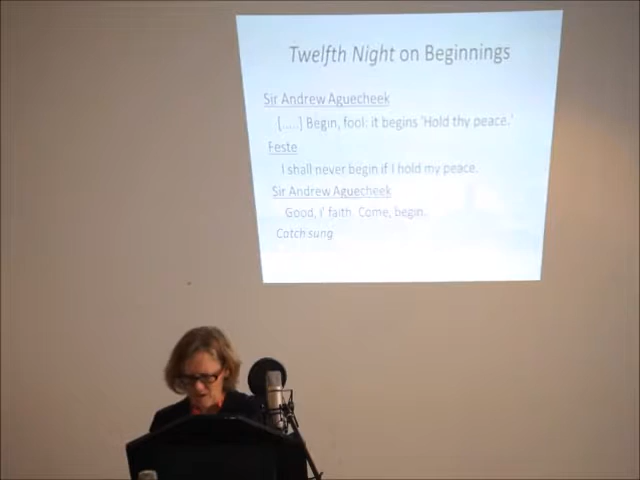 Twelfth Night on Beginnings
Sir Andrew Aguecheek
[.....] Begin, fool: it begins 'Hold thy peace.'
Feste
I shall never begin if I hold my peace.
Sir Andrew Aguecheek
Good, i' faith. Come, begin.
Catch sung